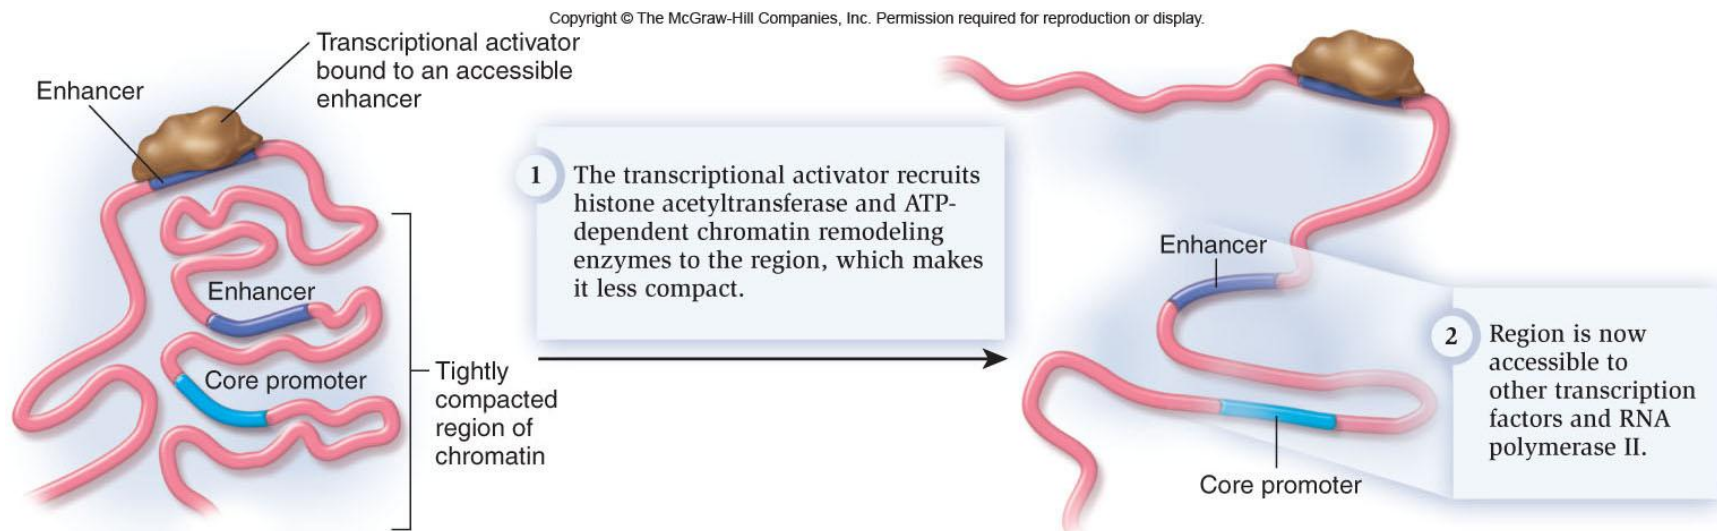 Copyright © The McGraw-Hill Companies, Inc. Permission required for reproduction or display.
Transcriptional activator
bound to an accessible
enhancer
Enhancer
Enhancer
Core promoter
Tightly
compacted
region of
chromatin
1
The transcriptional activator recruits
histone acetyltransferase and ATP-
dependent chromatin remodeling
enzymes to the region, which makes
it less compact.
Enhancer
Core promoter
2
Region is now
accessible to
other transcription
factors and RNA
polymerase II.